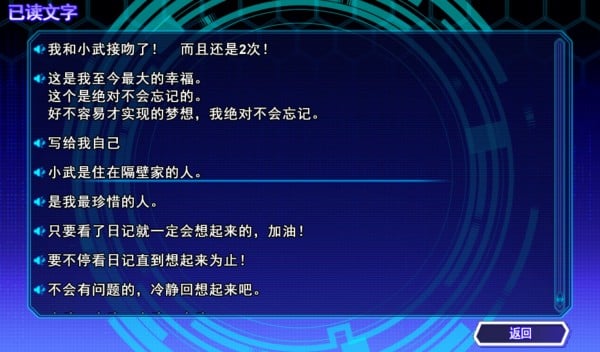 已读文字
我和小武接吻了！　而且还是2次！
这是我至今最大的幸福。
这个是绝对不会忘记的。
好不容易才实现的梦想，我绝对不会忘记。
写给我自己
小武是住在隔壁家的人。
是我最珍惜的人。
只要看了日记就一定会想起来的，加油！
要不停看日记直到想起来为止！
不会有问题的，冷静回想起来吧。
返回